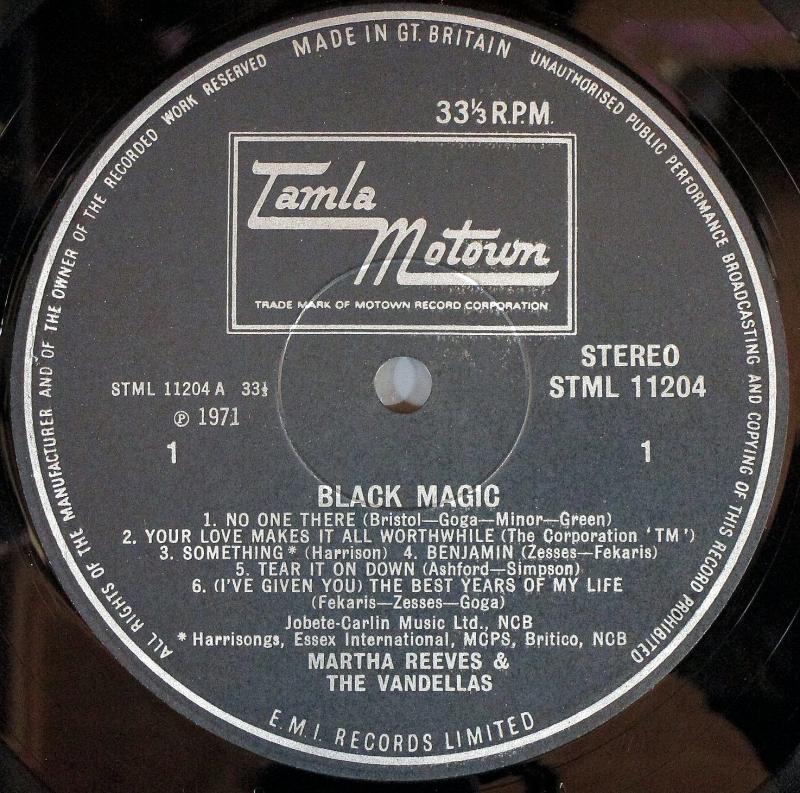 MADE IN GT. BRITAIN
UNAUTHORISED PUBLIC PERFORMANCE BROADCASTING AND COPYING OF THIS RECORD PROHIBITED
ALL RIGHTS OF THE MANUFACTURER AND OF THE OWNER OF THE RECORDED WORK RESERVED
33⅓ R.P.M.
Tamla
Motown
TRADE MARK OF MOTOWN RECORD CORPORATION
STEREO
STML 11204
STML 11204 A 33⅓
℗ 1971
1
1
BLACK MAGIC
1. NO ONE THERE (Bristol—Goga—Minor—Green)
2. YOUR LOVE MAKES IT ALL WORTHWHILE (The Corporation 'TM')
3. SOMETHING* (Harrison) 4. BENJAMIN (Zesses—Fekaris)
5. TEAR IT ON DOWN (Ashford—Simpson)
6. (I'VE GIVEN YOU) THE BEST YEARS OF MY LIFE
(Fekaris—Zesses—Goga)
Jobete-Carlin Music Ltd., NCB
*Harrisongs, Essex International, MCPS, Britico, NCB
MARTHA REEVES &
THE VANDELLAS
E.M.I. RECORDS LIMITED